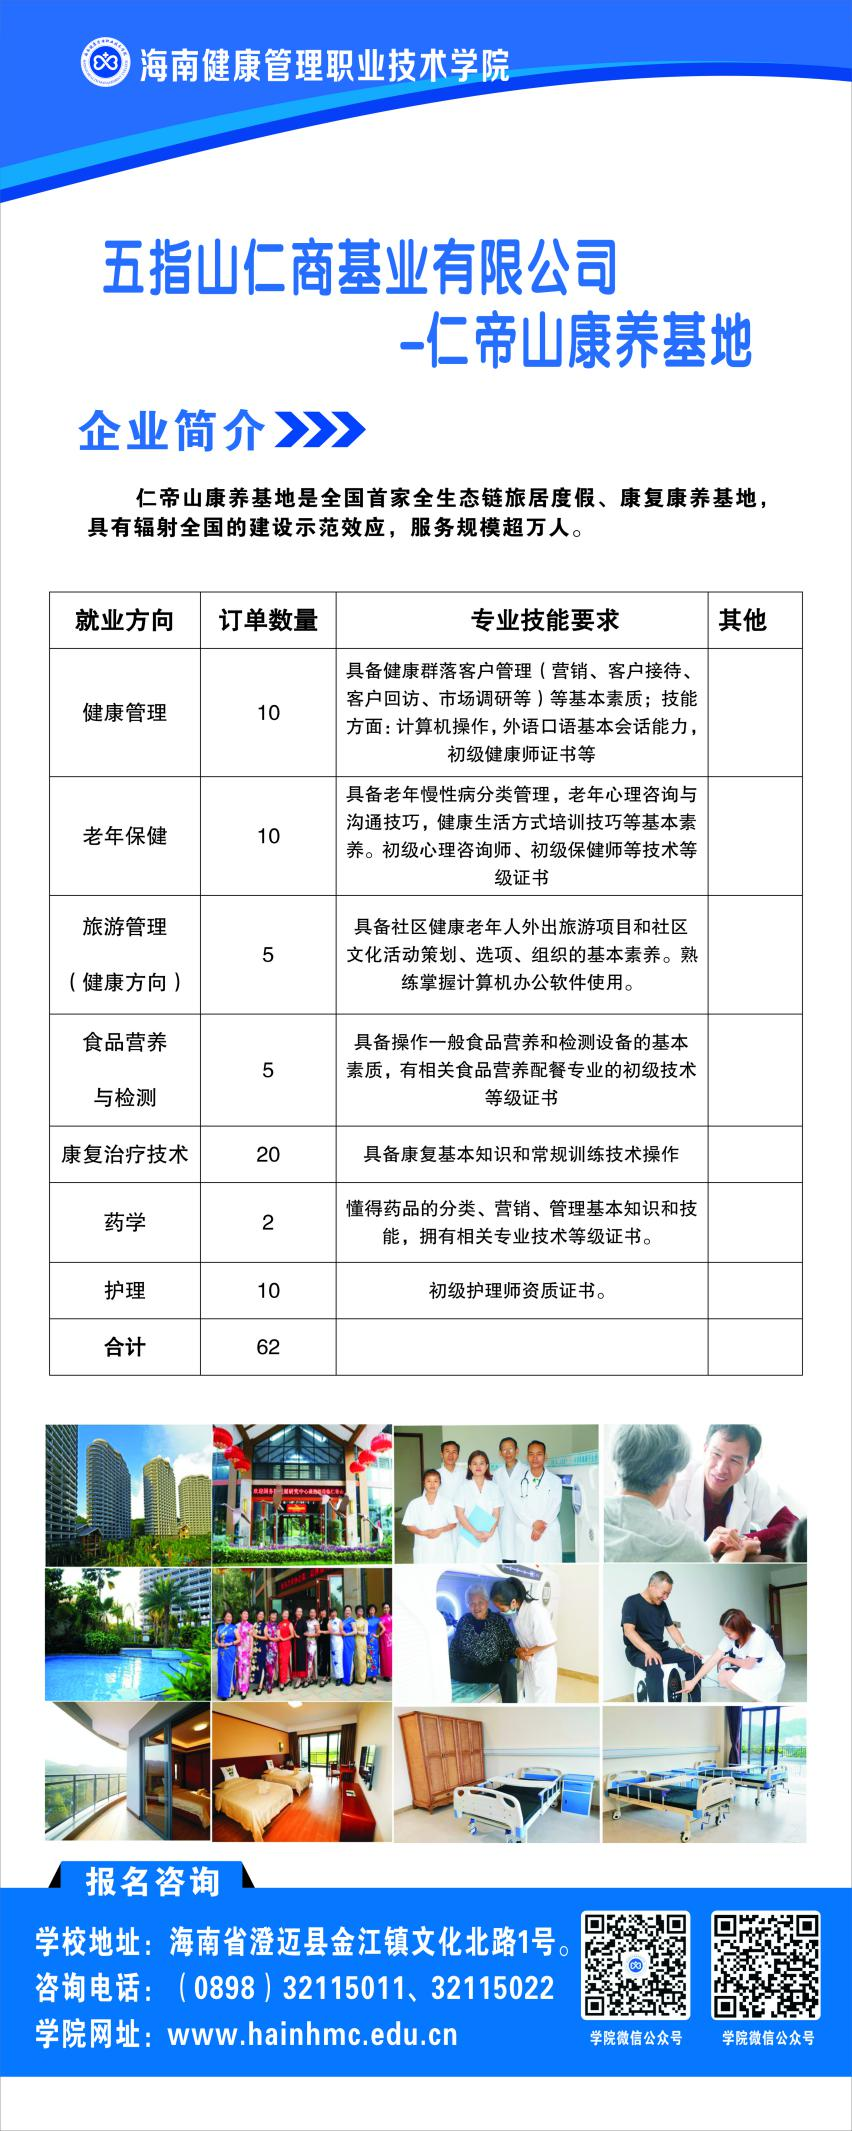 海南健康管理职业技术学院
五指山仁商基业有限公司
-仁帝山康养基地
企业简介
仁帝山康养基地是全国首家全生态链旅居度假、康复康养基地，
具有辐射全国的建设示范效应，服务规模超万人。
就业方向 订单数量 专业技能要求 其他
健康管理 10
具备健康群落客户管理（营销、客户接待、
客户回访、市场调研等）等基本素质；技能
方面：计算机操作，外语口语基本会话能力，
初级健康师证书等
老年保健 10
具备老年慢性病分类管理，老年心理咨询与
沟通技巧，健康生活方式培训技巧等基本素
养。初级心理咨询师、初级保健师等技术等
级证书
旅游管理
（健康方向）
5
具备社区健康老年人外出旅游项目和社区
文化活动策划、选项、组织的基本素养。熟
练掌握计算机办公软件使用。
食品营养
与检测
5
具备操作一般食品营养和检测设备的基本
素质，有相关食品营养配餐专业的初级技术
等级证书
康复治疗技术 20 具备康复基本知识和常规训练技术操作
药学 2
懂得药品的分类、营销、管理基本知识和技
能，拥有相关专业技术等级证书。
护理 10 初级护理师资质证书。
合计 62
报名咨询
学校地址：海南省澄迈县金江镇文化北路1号。
咨询电话：（0898）32115011、32115022
学院网址：www.hainhmc.edu.cn
学院微信公众号 学院微信公众号